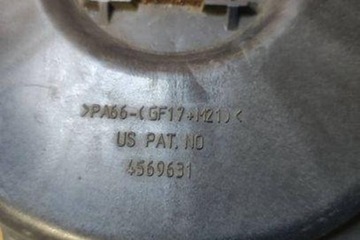 >PA66-(GF17+M21)<
US PAT. NO
4569631